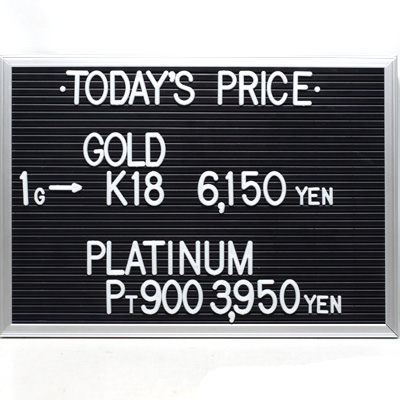 ·TODAY'S PRICE·
GOLD
1G→ K18 6,150 YEN
PLATINUM
PT900 3,950 YEN